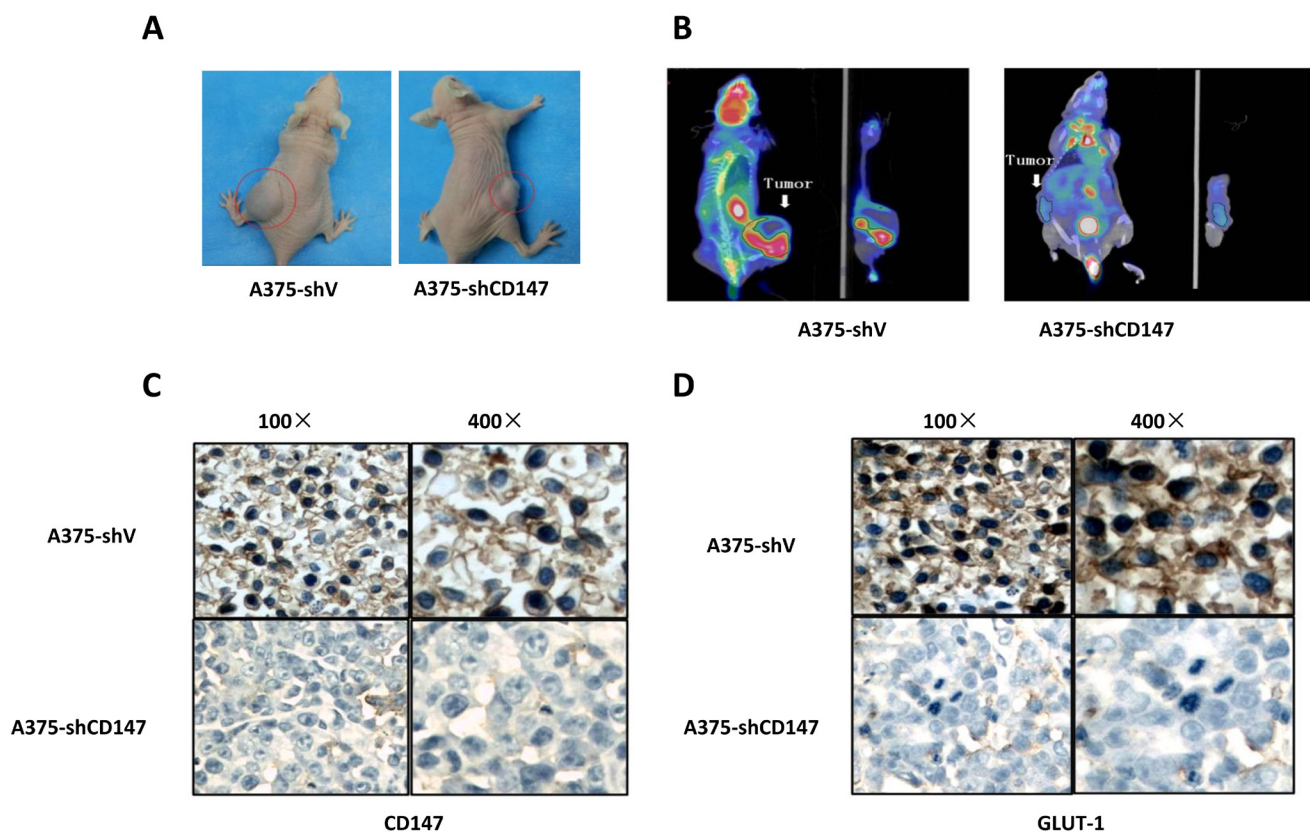 A
B
A375-shV
A375-shCD147
Tumor
Tumor
A375-shV
A375-shCD147
C
D
100×
400×
100×
400×
A375-shV
A375-shV
A375-shCD147
A375-shCD147
CD147
GLUT-1